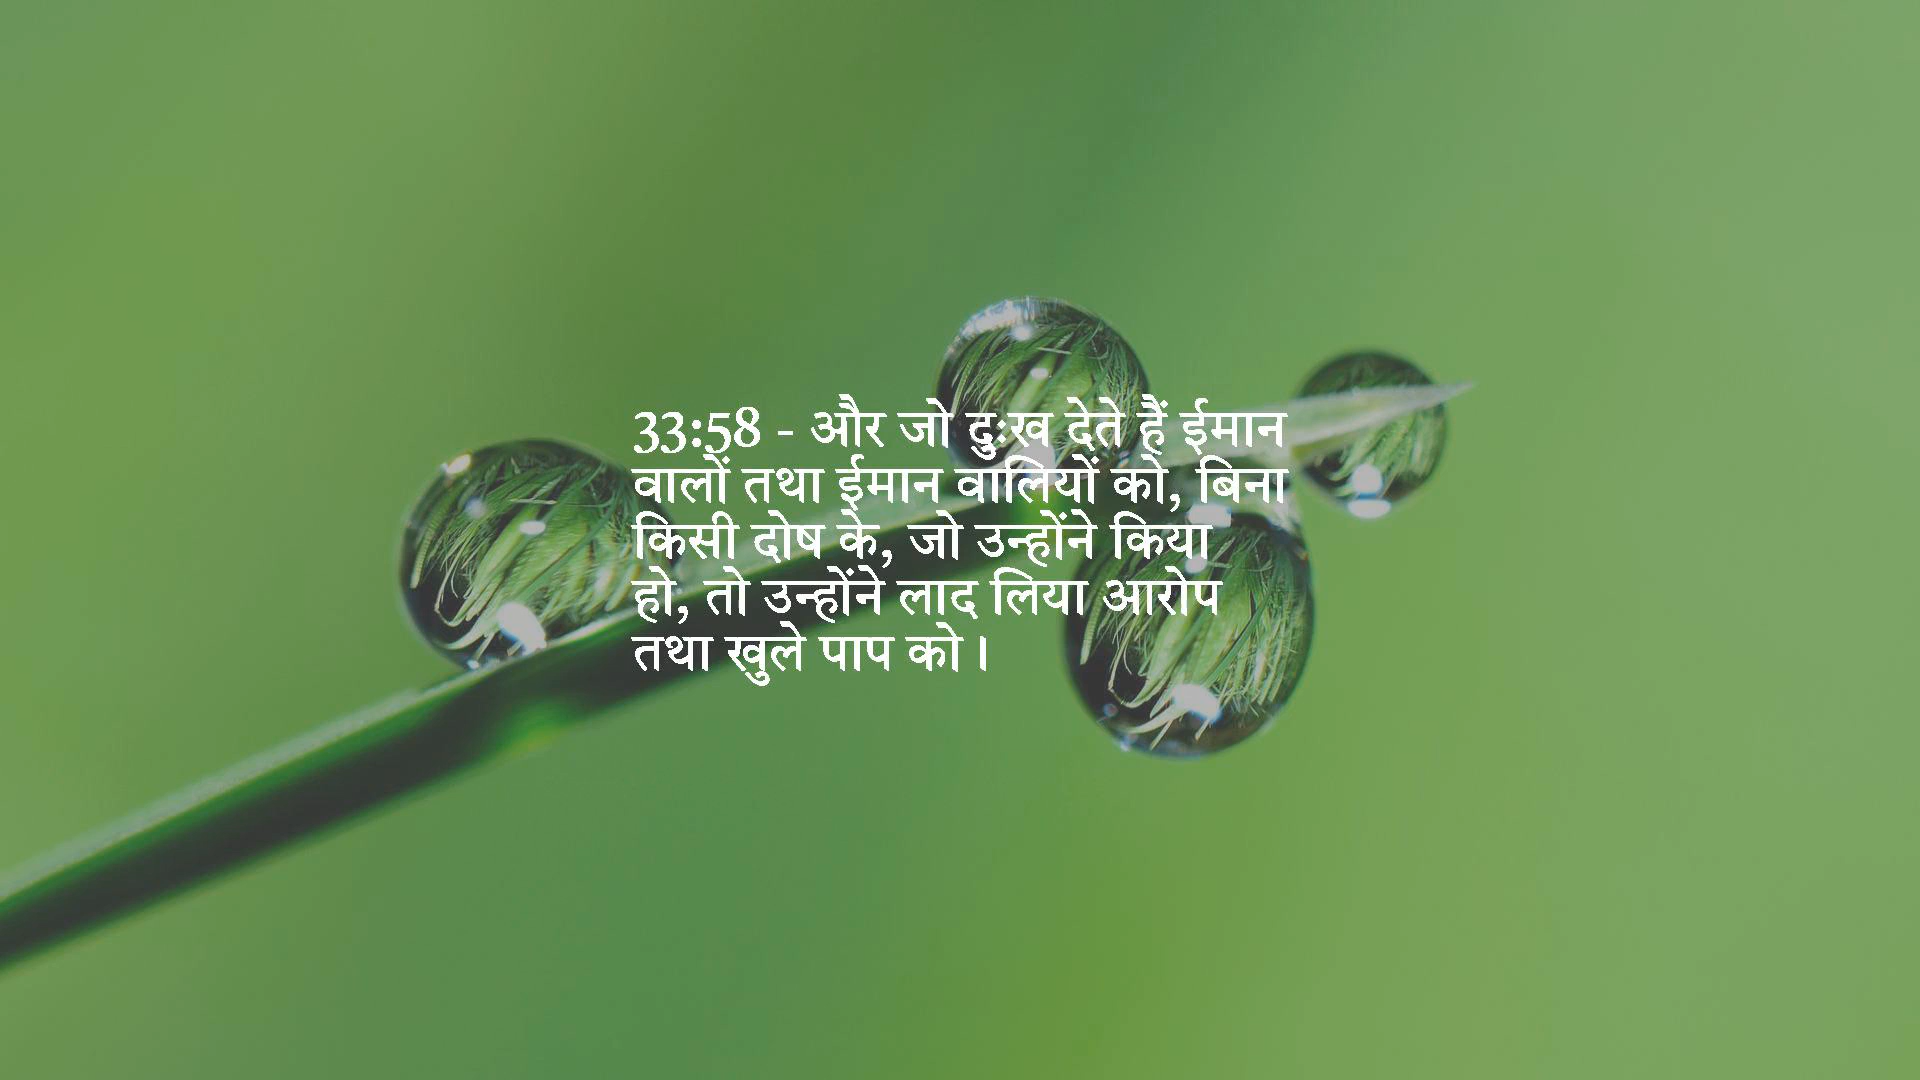 33:58 - और जो दुःख देते हैं ईमान
वालों तथा ईमान वालियों को, बिना
किसी दोष के, जो उन्होंने किया
हो, तो उन्होंने लाद लिया आरोप
तथा खुले पाप को।